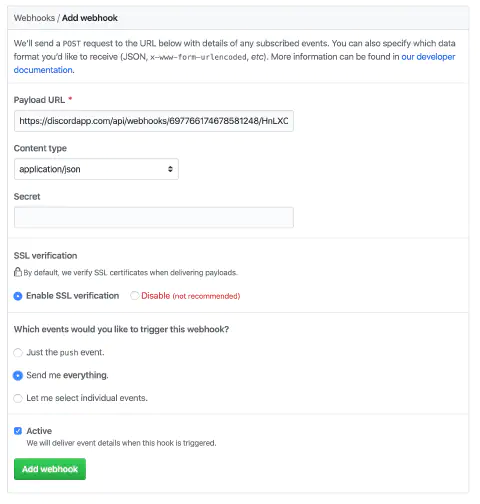 Webhooks / Add webhook
We'll send a POST request to the URL below with details of any subscribed events. You can also specify which data
format you'd like to receive (JSON, x-www-form-urlencoded, etc). More information can be found in our developer
documentation.
Payload URL *
https://discordapp.com/api/webhooks/697766174678581248/HnLXC
Content type
application/json
Secret
SSL verification
By default, we verify SSL certificates when delivering payloads.
Enable SSL verification Disable (not recommended)
Which events would you like to trigger this webhook?
Just the push event.
Send me everything.
Let me select individual events.
Active
We will deliver event details when this hook is triggered.
Add webhook